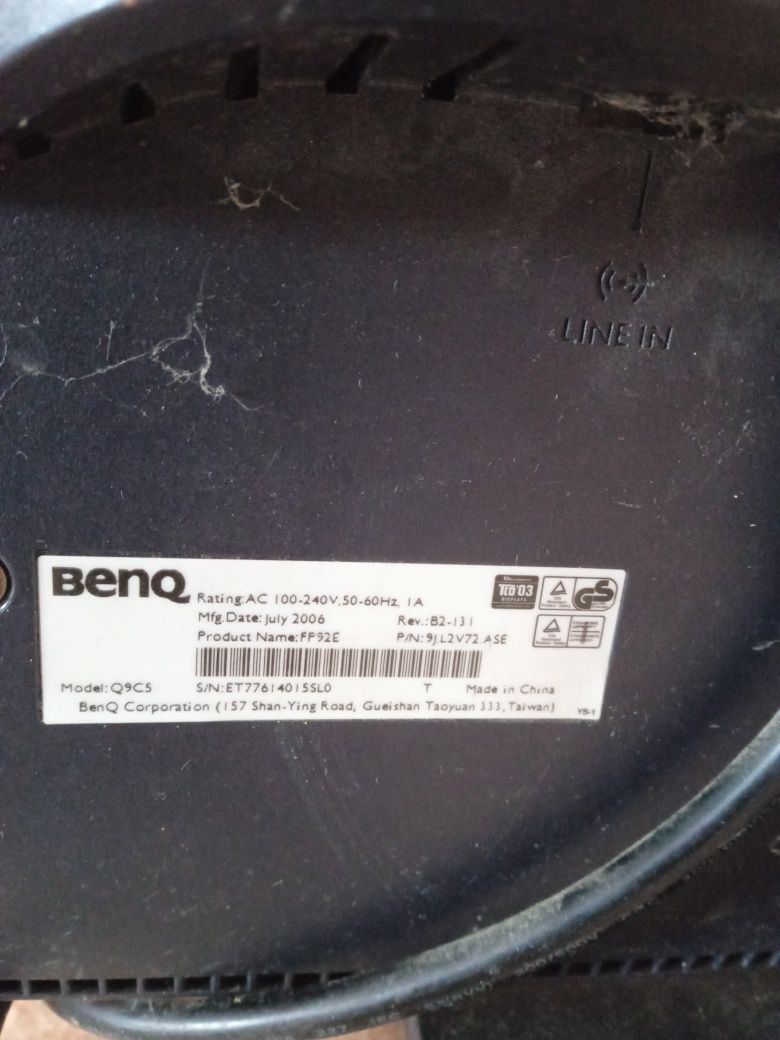 LINE IN
BenQ
Rating:AC 100-240V,50-60Hz, 1A
Mfg.Date: July 2006 Rev.:B2-131
Product Name:FP92E P/N:9J.L2V72.ASE
Model:Q9C5 S/N:ET77614015SL0 T Made in China
BenQ Corporation (157 Shan-Ying Road, Gueishan Taoyuan 333, Taiwan)
YS-1
TCO'03
DISPLAYS
GS